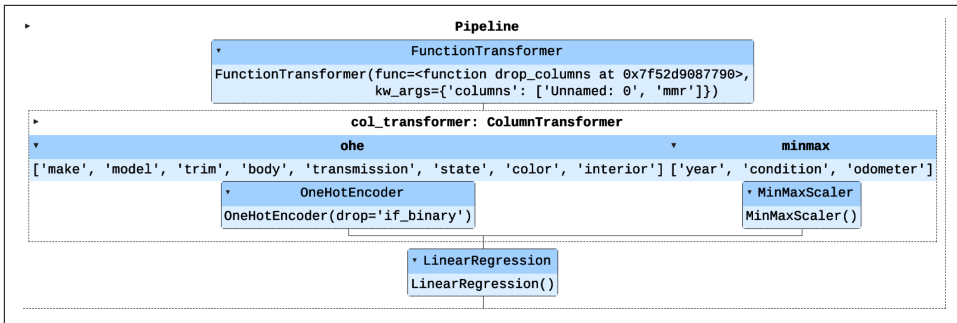 Pipeline
FunctionTransformer
FunctionTransformer(func=<function drop_columns at 0x7f52d9087790>,
kw_args={'columns': ['Unnamed: 0', 'mmr']})
col_transformer: ColumnTransformer
ohe
minmax
['make', 'model', 'trim', 'body', 'transmission', 'state', 'color', 'interior']
['year', 'condition', 'odometer']
OneHotEncoder
MinMaxScaler
OneHotEncoder(drop='if_binary')
MinMaxScaler()
LinearRegression
LinearRegression()